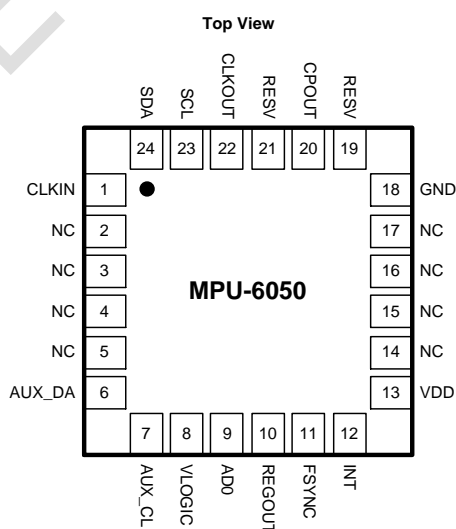 Top View
SDA
SCL
CLKOUT
RESV
CPOUT
RESV
24 23 22 21 20 19
CLKIN 1
18 GND
NC 2
17 NC
NC 3
16 NC
MPU-6050
NC 4
15 NC
NC 5
14 NC
AUX_DA 6
13 VDD
7 8 9 10 11 12
AUX_CL
VLOGIC
AD0
REGOUT
FSYNC
INT